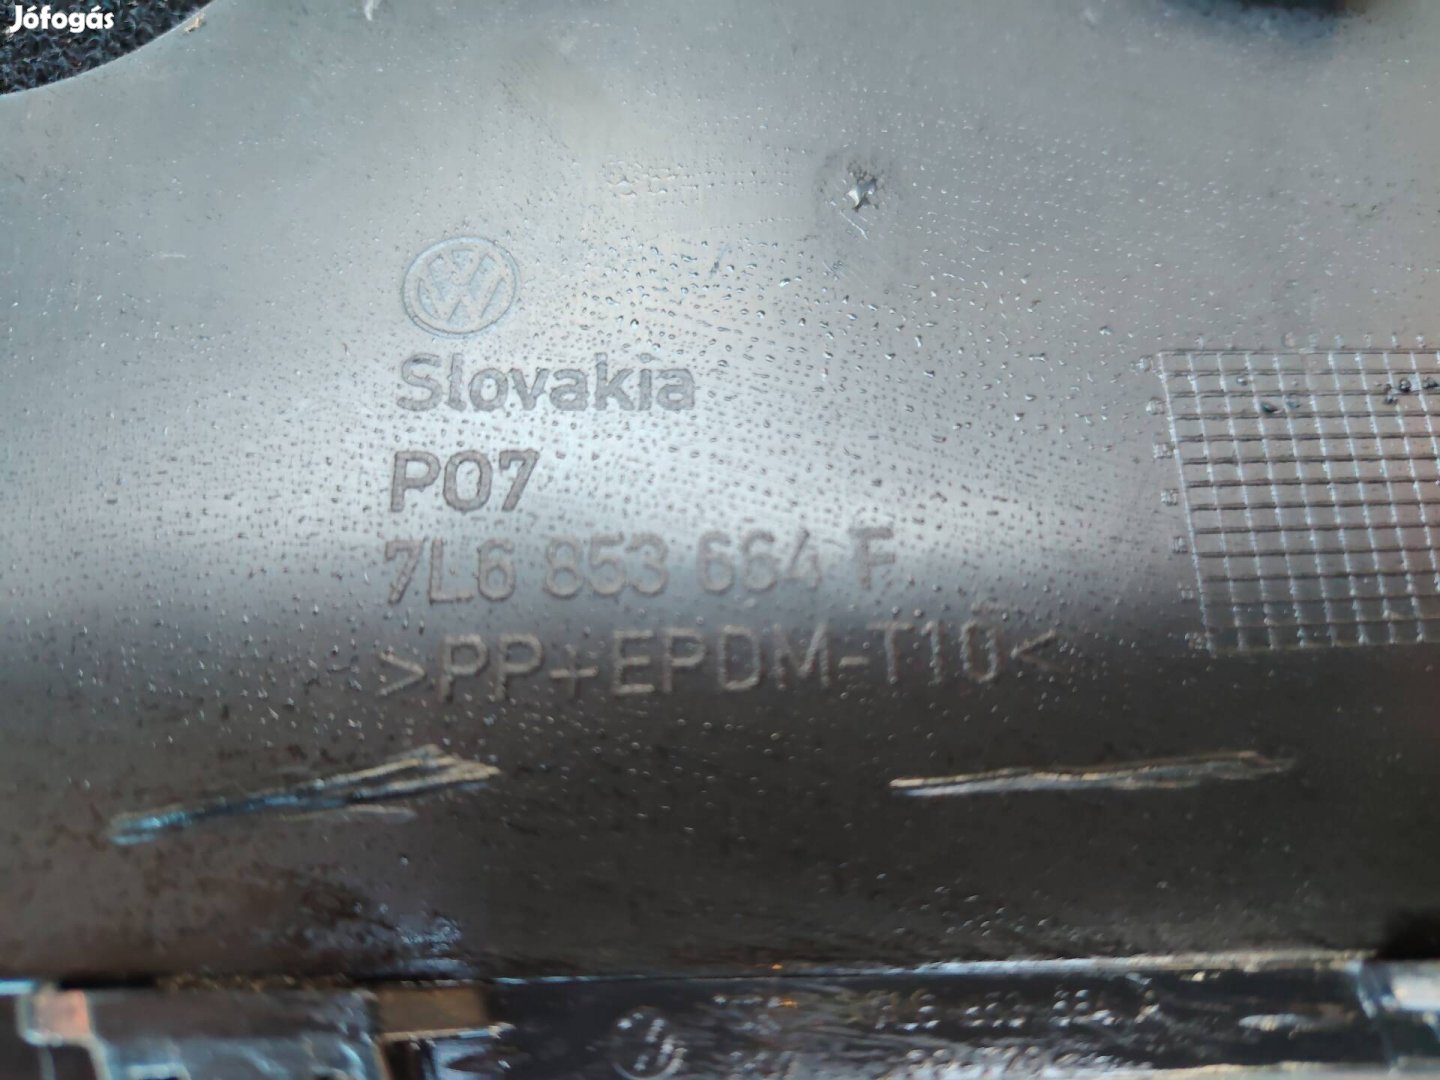 Jófogás
Slovakia
P07
7L6 853 664 F
>PP+EPDM-T10<